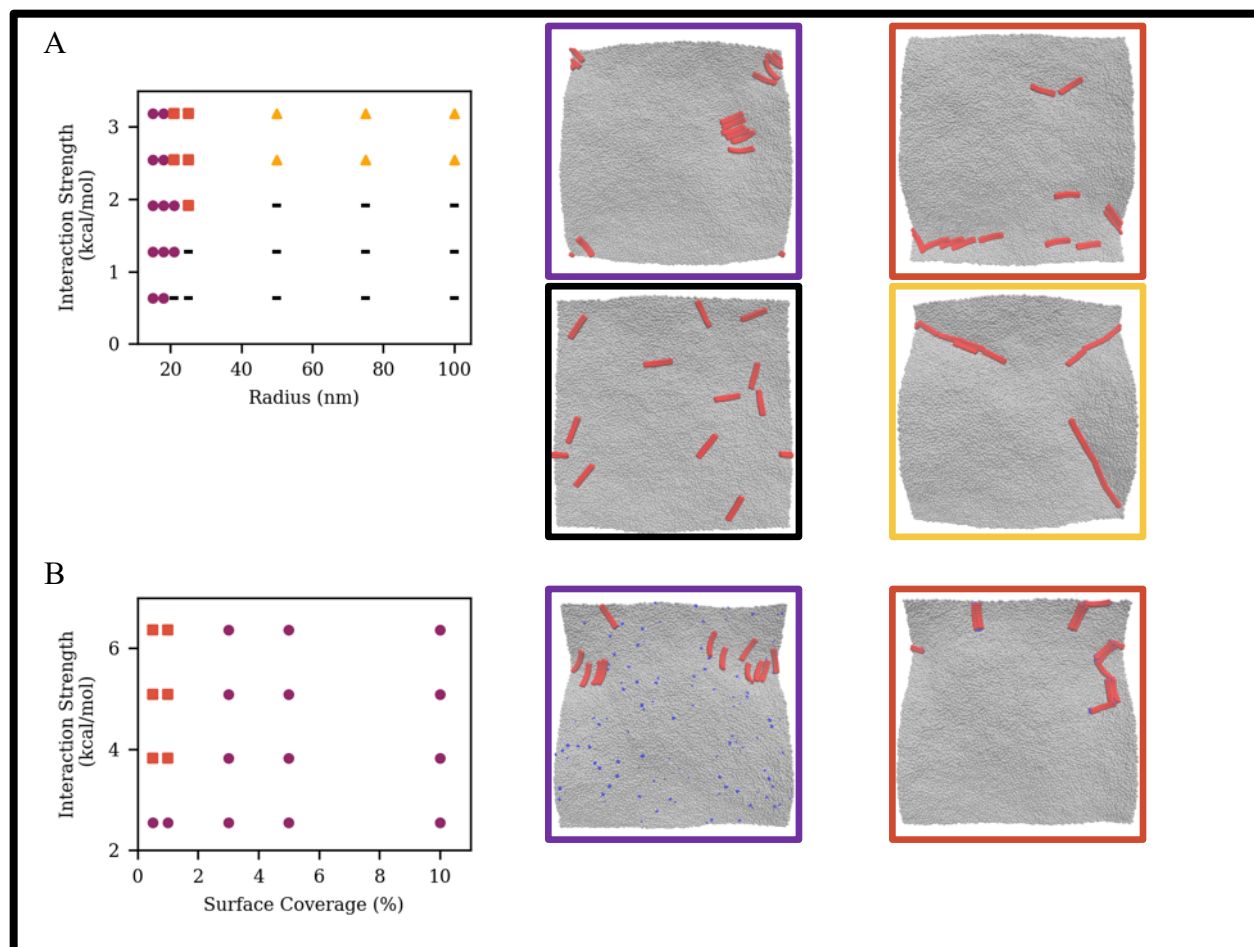 A
3
2
1
0
Interaction Strength
(kcal/mol)
20
40
60
80
100
Radius (nm)
B
6
4
2
Interaction Strength
(kcal/mol)
0
2
4
6
8
10
Surface Coverage (%)